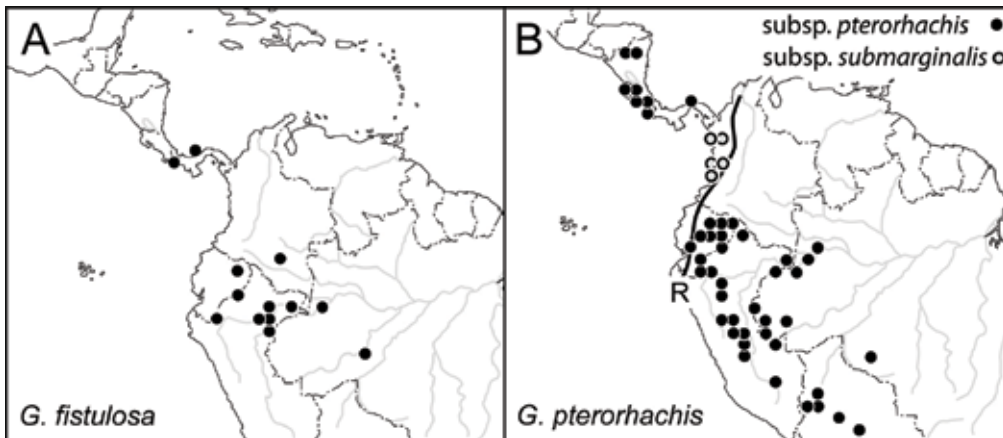 A
G. fistulosa
B
subsp. pterorhachis
subsp. submarginalis
R
G. pterorhachis